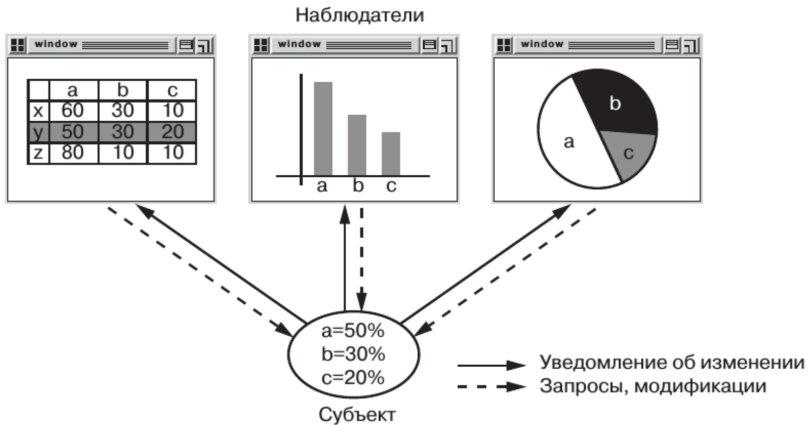 Наблюдатели
window
window
window
a b c
x 60 30 10
y 50 30 20
z 80 10 10
a b c
a
b
c
a=50%
b=30%
c=20%
Субъект
Уведомление об изменении
Запросы, модификации